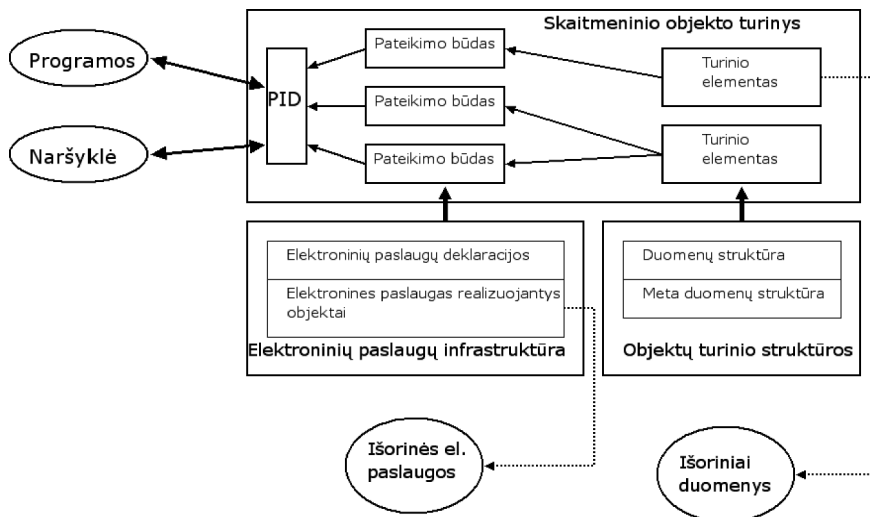 Skaitmeninio objekto turinys
Programos
Naršyklė
PID
Pateikimo būdas
Pateikimo būdas
Pateikimo būdas
Turinio
elementas
Turinio
elementas
Elektroninių paslaugų deklaracijos
Elektronines paslaugas realizuojantys
objektai
Elektroninių paslaugų infrastruktūra
Duomenų struktūra
Meta duomenų struktūra
Objektų turinio struktūros
Išorinės el.
paslaugos
Išoriniai
duomenys